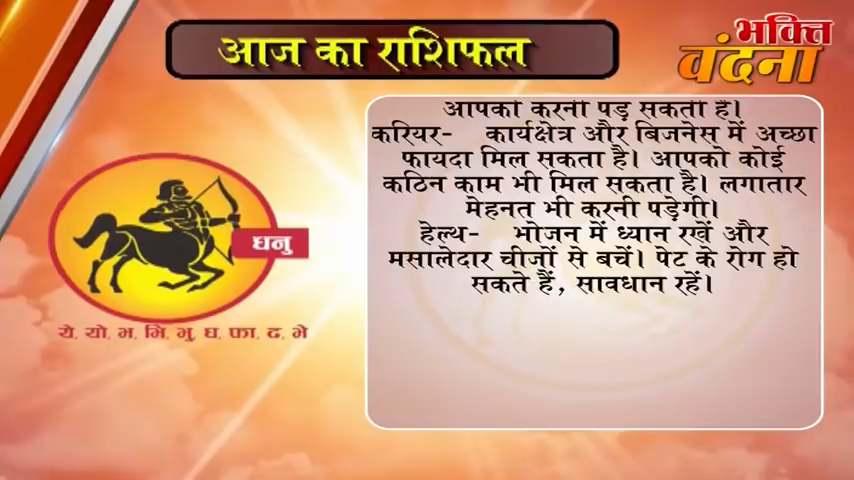 आज का राशिफल
भक्ति
वंदना
आपको करनी पड़ सकती है।
करियर- कार्यक्षेत्र और बिजनेस में अच्छा
फायदा मिल सकता है। आपको कोई
कठिन काम भी मिल सकता है। लगातार
मेहनत भी करनी पड़ेगी।
हेल्थ- भोजन में ध्यान रखें और
मसालेदार चीजों से बचें। पेट के रोग हो
सकते हैं, सावधान रहें।
धनु
ये, यो, भ, मि, भु, ध, फा, ढ, भे